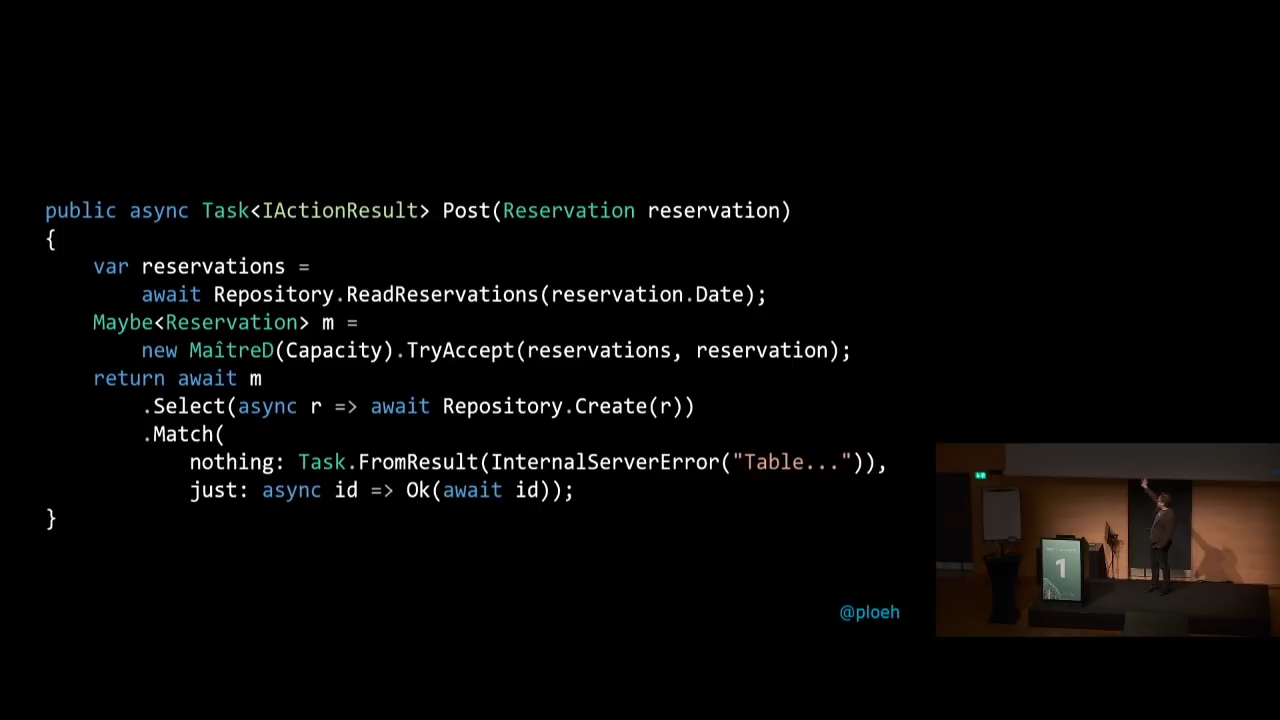 public async Task<IActionResult> Post(Reservation reservation)
{
    var reservations =
        await Repository.ReadReservations(reservation.Date);
    Maybe<Reservation> m =
        new MaîtreD(Capacity).TryAccept(reservations, reservation);
    return await m
        .Select(async r => await Repository.Create(r))
        .Match(
            nothing: Task.FromResult(InternalServerError("Table...")),
            just: async id => Ok(await id));
}
1
@ploeh